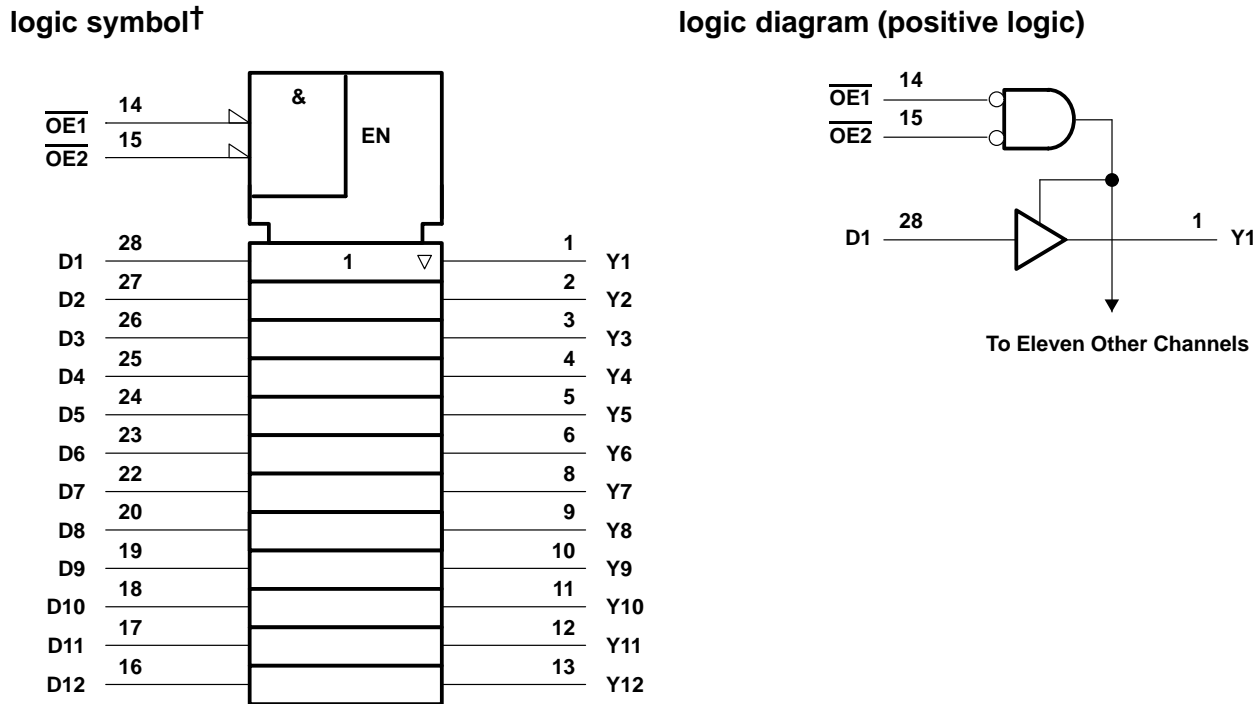 logic symbol†
&
EN
OE1 14
OE2 15
D1 28 1 ▽ 1 Y1
D2 27 2 Y2
D3 26 3 Y3
D4 25 4 Y4
D5 24 5 Y5
D6 23 6 Y6
D7 22 8 Y7
D8 20 9 Y8
D9 19 10 Y9
D10 18 11 Y10
D11 17 12 Y11
D12 16 13 Y12
logic diagram (positive logic)
OE1 14
OE2 15
D1 28 1 Y1
To Eleven Other Channels